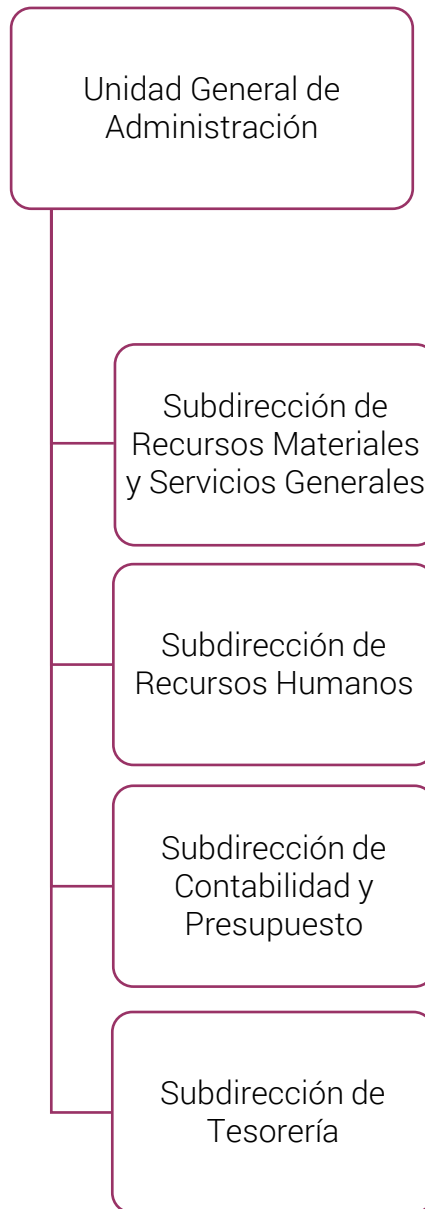 Unidad General de
Administración
Subdirección de
Recursos Materiales
y Servicios Generales
Subdirección de
Recursos Humanos
Subdirección de
Contabilidad y
Presupuesto
Subdirección de
Tesorería